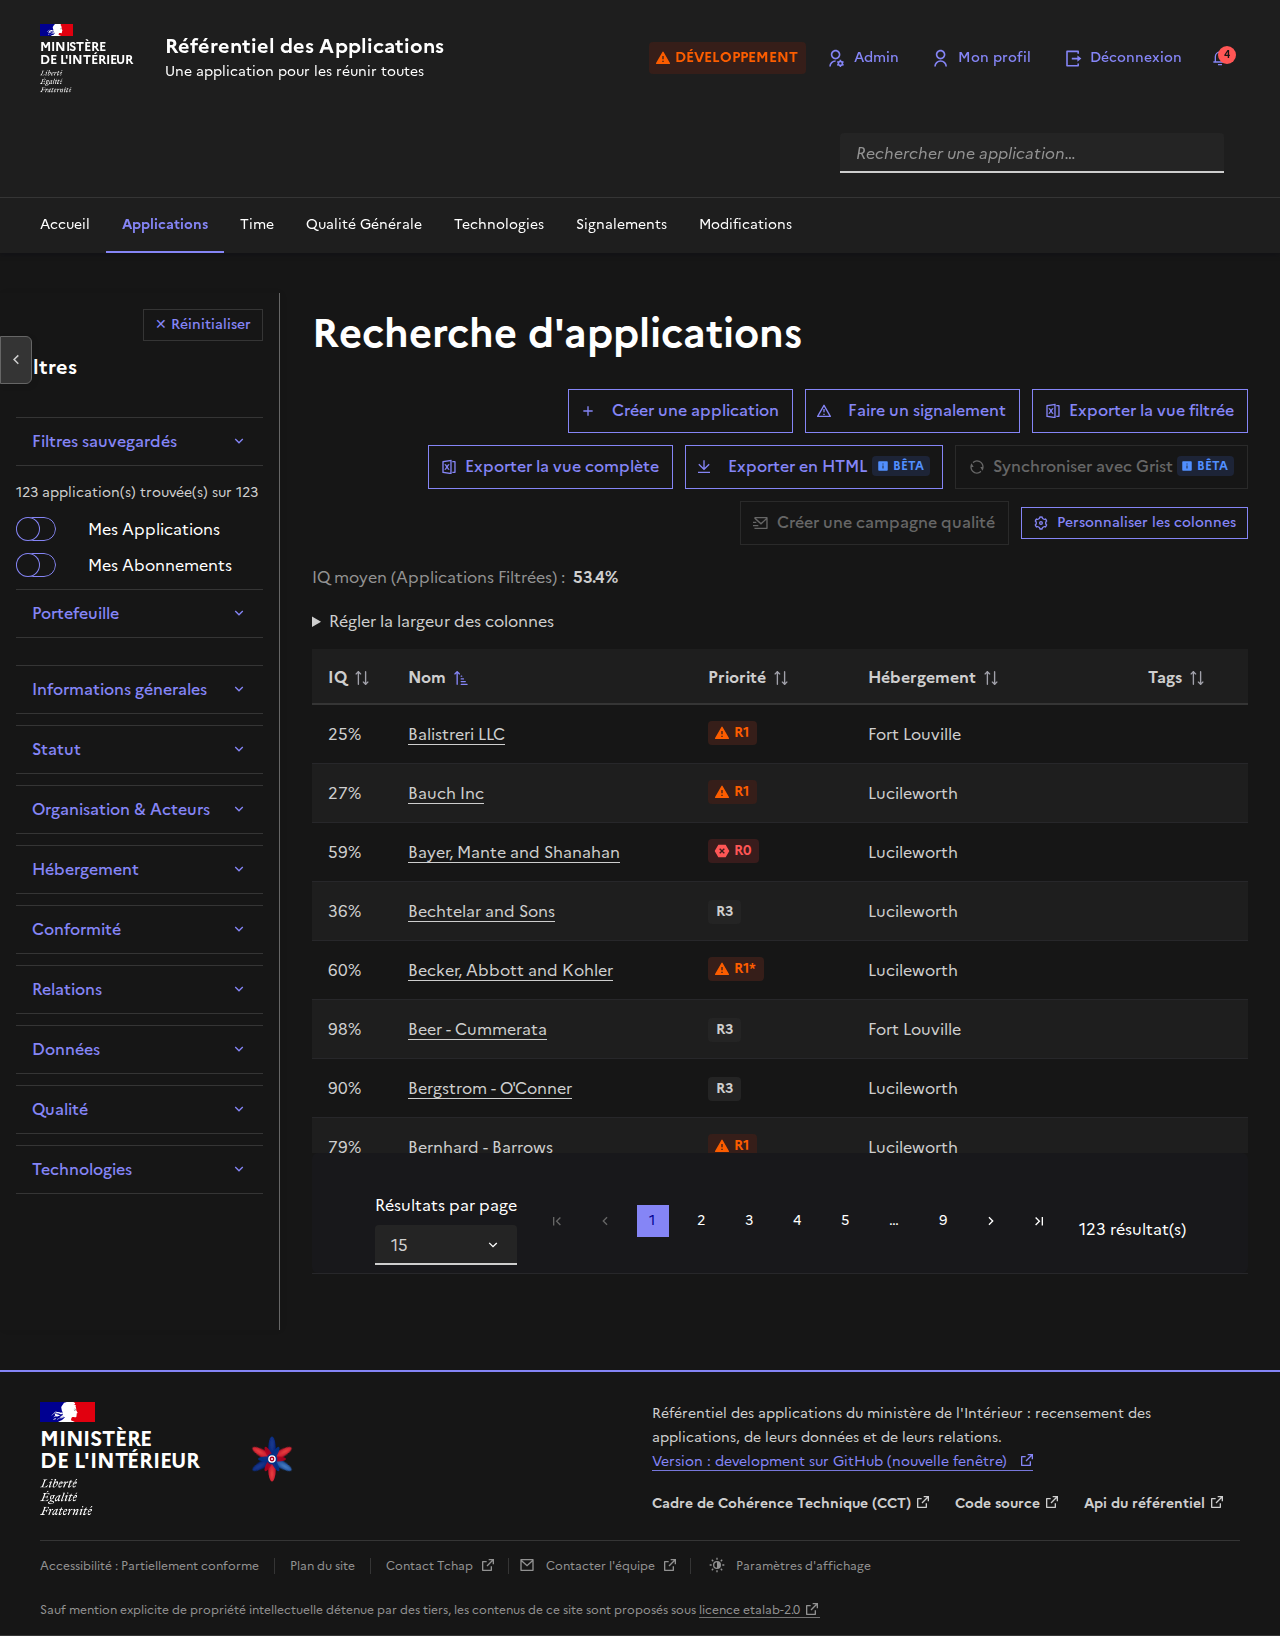 MINISTÈRE
DE L'INTÉRIEUR
Liberté
Égalité
Fraternité
Référentiel des Applications
Une application pour les réunir toutes
DÉVELOPPEMENT
Admin
Mon profil
Déconnexion
4
Rechercher une application...
Accueil
Applications
Time
Qualité Générale
Technologies
Signalements
Modifications
Réinitialiser
ltres
Filtres sauvegardés
123 application(s) trouvée(s) sur 123
Mes Applications
Mes Abonnements
Portefeuille
Informations génerales
Statut
Organisation & Acteurs
Hébergement
Conformité
Relations
Données
Qualité
Technologies
Recherche d'applications
Créer une application
Faire un signalement
Exporter la vue filtrée
Exporter la vue complète
Exporter en HTML BÊTA
Synchroniser avec Grist BÊTA
Créer une campagne qualité
Personnaliser les colonnes
IQ moyen (Applications Filtrées) : 53.4%
Régler la largeur des colonnes
IQ Nom Priorité Hébergement Tags
25% Balistreri LLC R1 Fort Louville
27% Bauch Inc R1 Lucileworth
59% Bayer, Mante and Shanahan R0 Lucileworth
36% Bechtelar and Sons R3 Lucileworth
60% Becker, Abbott and Kohler R1* Lucileworth
98% Beer - Cummerata R3 Fort Louville
90% Bergstrom - O'Conner R3 Lucileworth
79% Bernhard - Barrows R1 Lucileworth
Résultats par page
15
1 2 3 4 5 … 9
123 résultat(s)
MINISTÈRE
DE L'INTÉRIEUR
Liberté
Égalité
Fraternité
Référentiel des applications du ministère de l'Intérieur : recensement des
applications, de leurs données et de leurs relations.
Version : development sur GitHub (nouvelle fenêtre)
Cadre de Cohérence Technique (CCT)
Code source
Api du référentiel
Accessibilité : Partiellement conforme
Plan du site
Contact Tchap
Contacter l'équipe
Paramètres d'affichage
Sauf mention explicite de propriété intellectuelle détenue par des tiers, les contenus de ce site sont proposés sous licence etalab-2.0